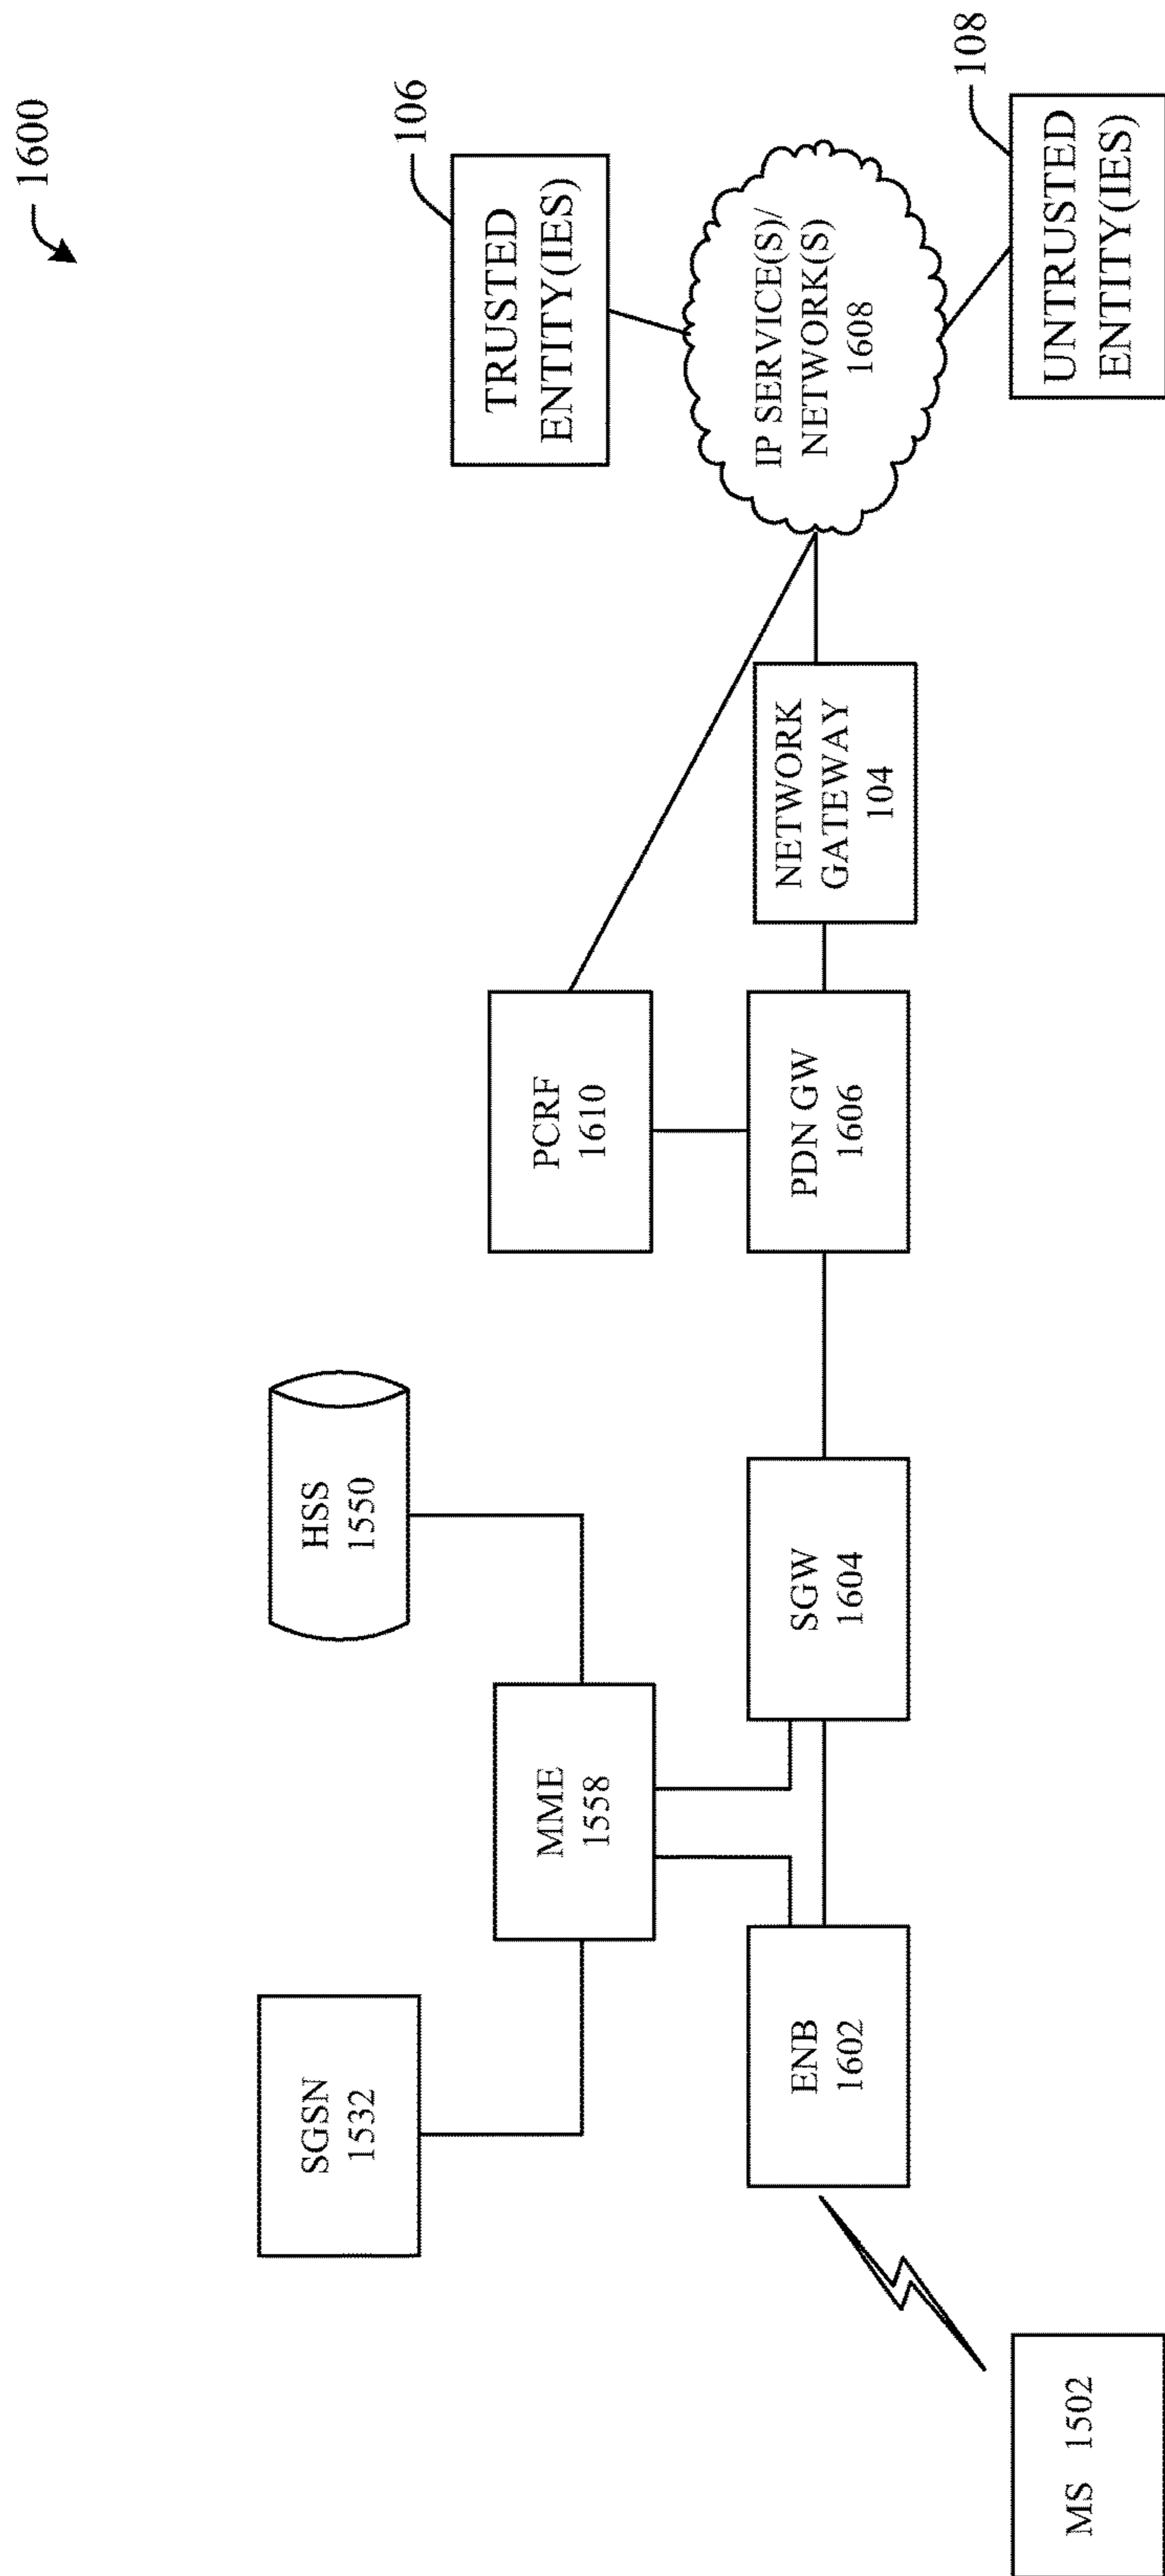 1600
SGSN
1532
HSS
1550
MME
1558
PCRF
1610
TRUSTED
ENTITY(IES)
106
MS 1502
ENB
1602
SGW
1604
PDN GW
1606
NETWORK
GATEWAY
104
IP SERVICE(S)/
NETWORK(S)
1608
UNTRUSTED
ENTITY(IES)
108